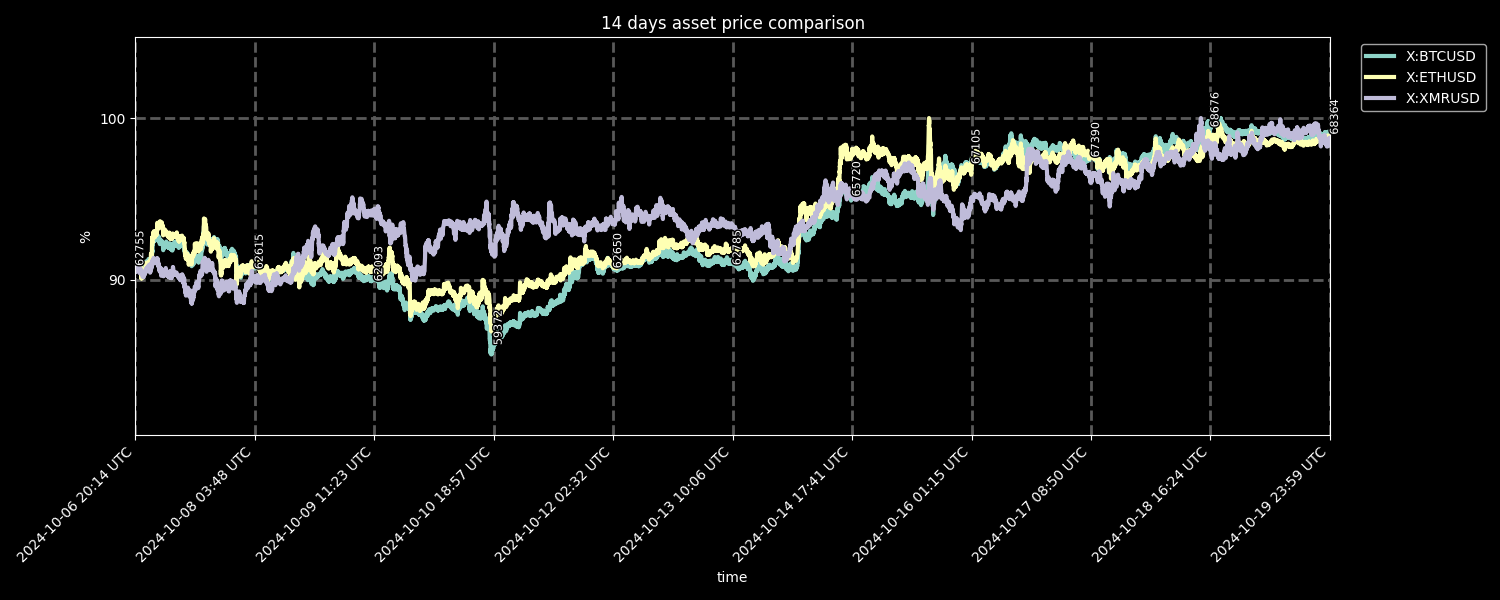 14 days asset price comparison
X:BTCUSD
X:ETHUSD
X:XMRUSD
100
90
%
62755
62615
62093
59372
62650
62785
65720
67105
67390
68676
68364
2024-10-06 20:14 UTC
2024-10-08 03:48 UTC
2024-10-09 11:23 UTC
2024-10-10 18:57 UTC
2024-10-12 02:32 UTC
2024-10-13 10:06 UTC
2024-10-14 17:41 UTC
2024-10-16 01:15 UTC
2024-10-17 08:50 UTC
2024-10-18 16:24 UTC
2024-10-19 23:59 UTC
time